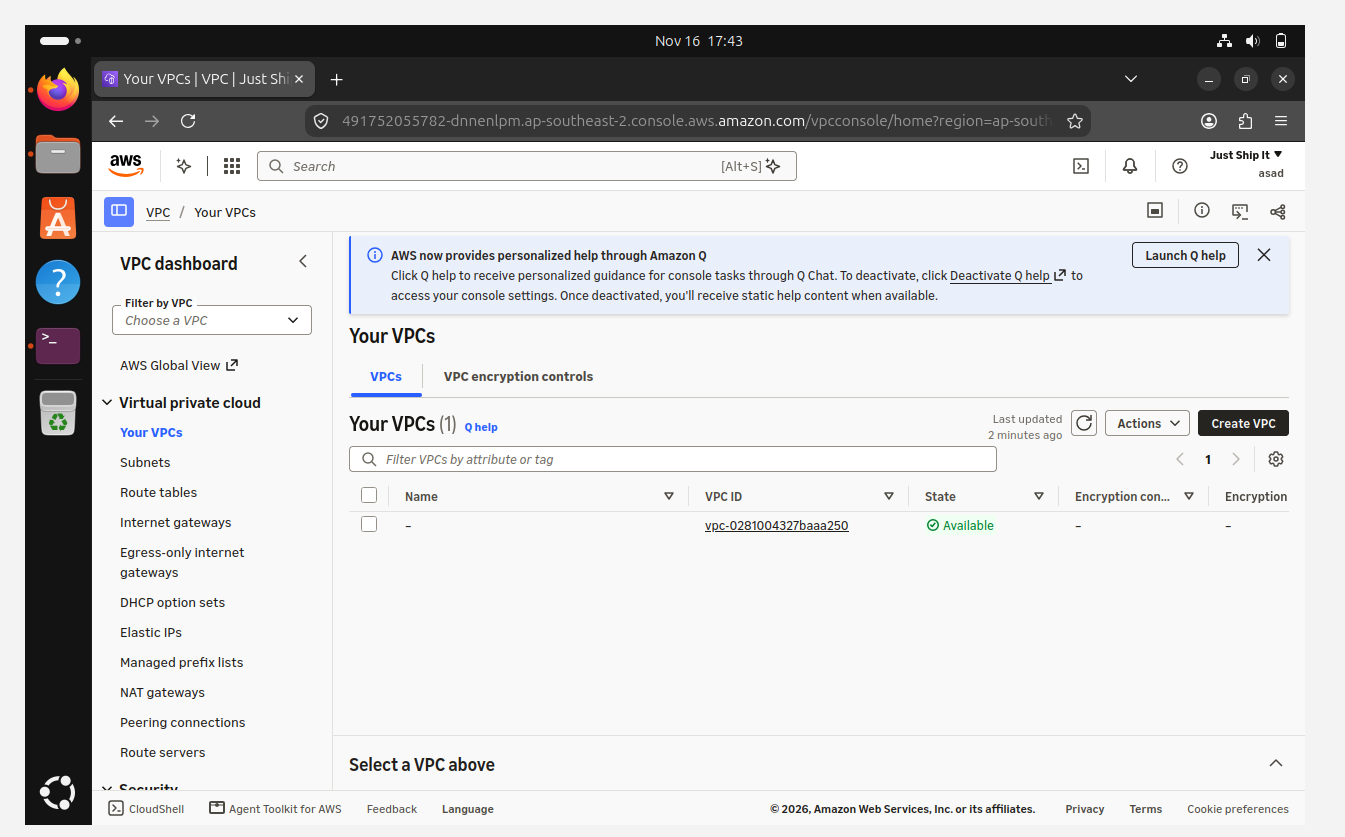 Nov 16 17:43
Your VPCs | VPC | Just Shi
491752055782-dnnenlpm.ap-southeast-2.console.aws.amazon.com/vpcconsole/home?region=ap-south
aws
Search
[Alt+S]
Just Ship It
asad
VPC / Your VPCs
VPC dashboard
Filter by VPC
Choose a VPC
AWS Global View
Virtual private cloud
Your VPCs
Subnets
Route tables
Internet gateways
Egress-only internet
gateways
DHCP option sets
Elastic IPs
Managed prefix lists
NAT gateways
Peering connections
Route servers
Security
AWS now provides personalized help through Amazon Q
Click Q help to receive personalized guidance for console tasks through Q Chat. To deactivate, click Deactivate Q help to
access your console settings. Once deactivated, you'll receive static help content when available.
Launch Q help
Your VPCs
VPCs
VPC encryption controls
Your VPCs (1) Q help
Last updated
2 minutes ago
Actions
Create VPC
Filter VPCs by attribute or tag
1
Name VPC ID State Encryption con... Encryption
– vpc-0281004327baaa250 Available – –
Select a VPC above
CloudShell Agent Toolkit for AWS Feedback Language © 2026, Amazon Web Services, Inc. or its affiliates. Privacy Terms Cookie preferences